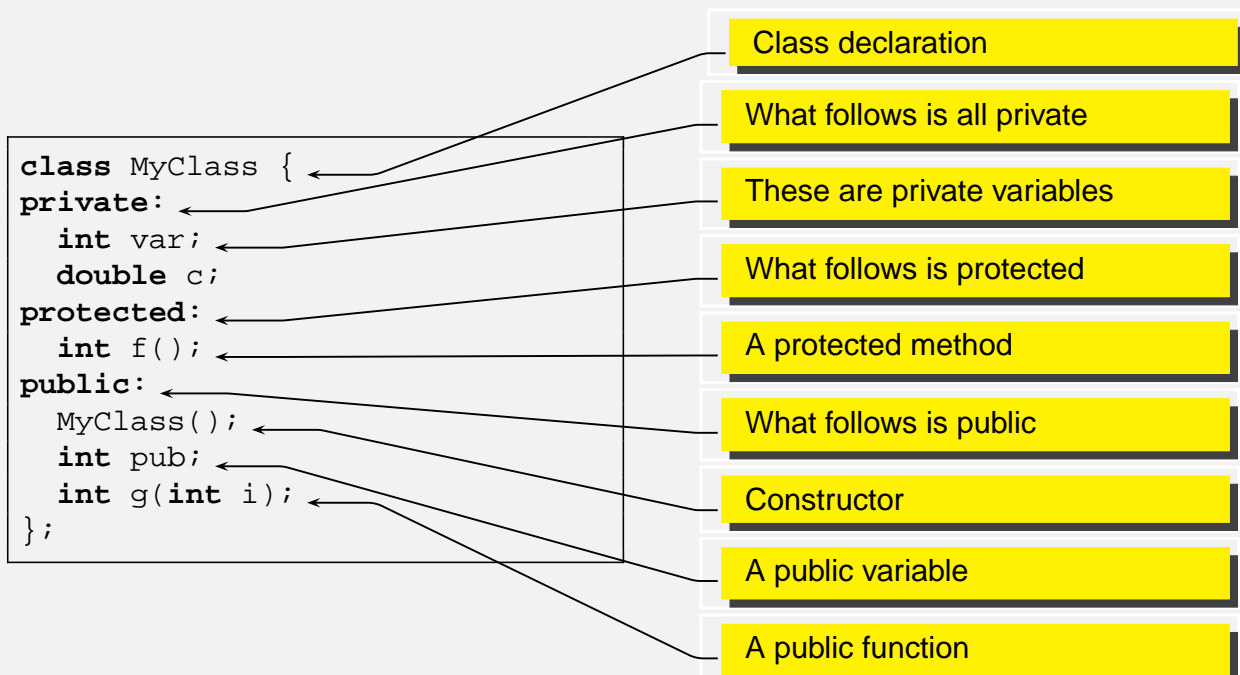 class MyClass {
private:
int var;
double c;
protected:
int f();
public:
MyClass();
int pub;
int g(int i);
};
Class declaration
What follows is all private
These are private variables
What follows is protected
A protected method
What follows is public
Constructor
A public variable
A public function